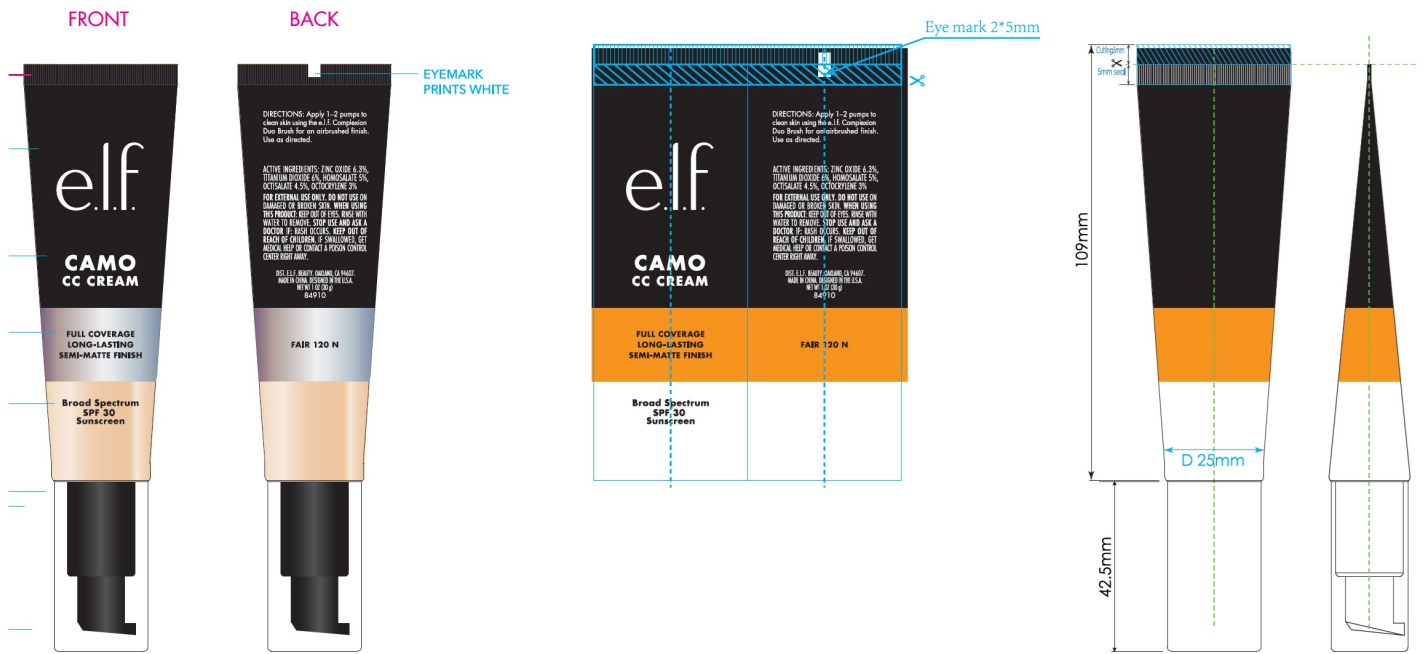 FRONT
BACK
EYEMARK
PRINTS WHITE
e.l.f.
CAMO
CC CREAM
FULL COVERAGE
LONG-LASTING
SEMI-MATTE FINISH
Broad Spectrum
SPF 30
Sunscreen
DIRECTIONS: Apply 1–2 pumps to
clean skin using the e.l.f. Complexion
Duo Brush for an airbrushed finish.
Use as directed.
ACTIVE INGREDIENTS: ZINC OXIDE 6.3%,
TITANIUM DIOXIDE 6%, HOMOSALATE 5%,
OCTISALATE 4.5%, OCTOCRYLENE 3%
FOR EXTERNAL USE ONLY. DO NOT USE ON
DAMAGED OR BROKEN SKIN. WHEN USING
THIS PRODUCT: KEEP OUT OF EYES. RINSE WITH
WATER TO REMOVE. STOP USE AND ASK A
DOCTOR IF: RASH OCCURS. KEEP OUT OF
REACH OF CHILDREN. IF SWALLOWED, GET
MEDICAL HELP OR CONTACT A POISON CONTROL
CENTER RIGHT AWAY.
DIST. E.L.F. BEAUTY. OAKLAND, CA 94607.
MADE IN CHINA. DESIGNED IN THE U.S.A.
NET WT 1 OZ (30 g)
84910
FAIR 120 N
Eye mark 2*5mm
e.l.f.
CAMO
CC CREAM
FULL COVERAGE
LONG-LASTING
SEMI-MATTE FINISH
Broad Spectrum
SPF 30
Sunscreen
DIRECTIONS: Apply 1–2 pumps to
clean skin using the e.l.f. Complexion
Duo Brush for an airbrushed finish.
Use as directed.
ACTIVE INGREDIENTS: ZINC OXIDE 6.3%,
TITANIUM DIOXIDE 6%, HOMOSALATE 5%,
OCTISALATE 4.5%, OCTOCRYLENE 3%
FOR EXTERNAL USE ONLY. DO NOT USE ON
DAMAGED OR BROKEN SKIN. WHEN USING
THIS PRODUCT: KEEP OUT OF EYES. RINSE WITH
WATER TO REMOVE. STOP USE AND ASK A
DOCTOR IF: RASH OCCURS. KEEP OUT OF
REACH OF CHILDREN. IF SWALLOWED, GET
MEDICAL HELP OR CONTACT A POISON CONTROL
CENTER RIGHT AWAY.
DIST. E.L.F. BEAUTY. OAKLAND, CA 94607.
MADE IN CHINA. DESIGNED IN THE U.S.A.
NET WT 1 OZ (30 g)
84910
FAIR 120 N
Cutting5mm
5mm seal
109mm
D 25mm
42.5mm